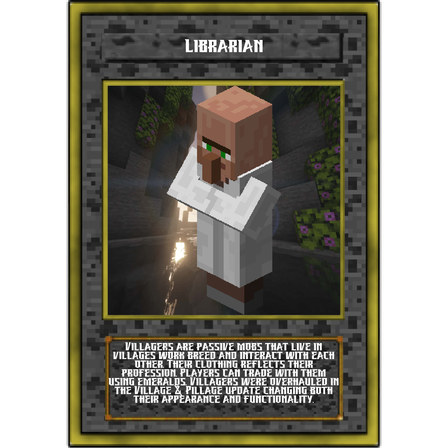 Librarian
Villagers are passive mobs that live in
villages work breed and interact with each
other their clothing reflects their
profession. Players can trade with them
using emeralds. Villagers were overhauled in
the Village & Pillage update changing both
their appearance and functionality.